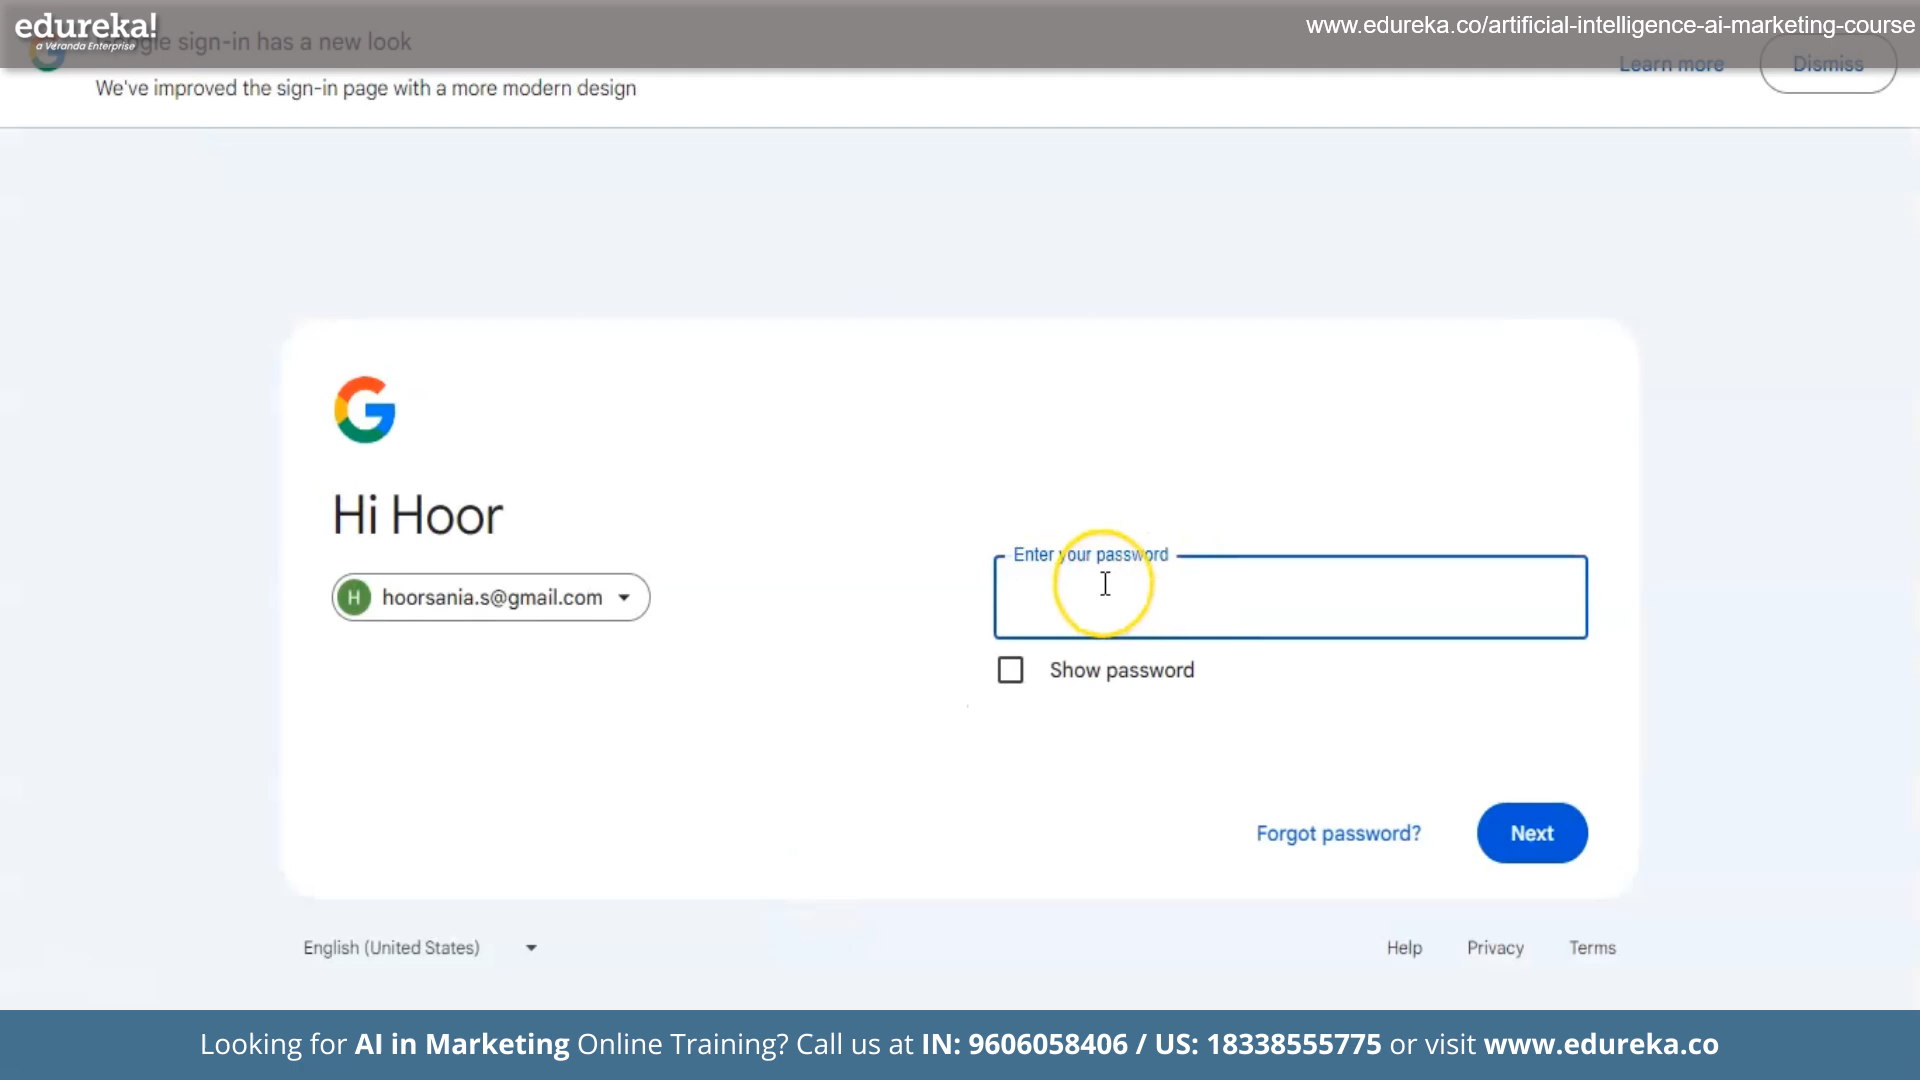 edureka!
a Veranda Enterprise
www.edureka.co/artificial-intelligence-ai-marketing-course
Google sign-in has a new look
We've improved the sign-in page with a more modern design
Learn more
Dismiss
Hi Hoor
H
hoorsania.s@gmail.com
Enter your password
Show password
Forgot password?
Next
English (United States)
Help
Privacy
Terms
Looking for AI in Marketing Online Training? Call us at IN: 9606058406 / US: 18338555775 or visit www.edureka.co